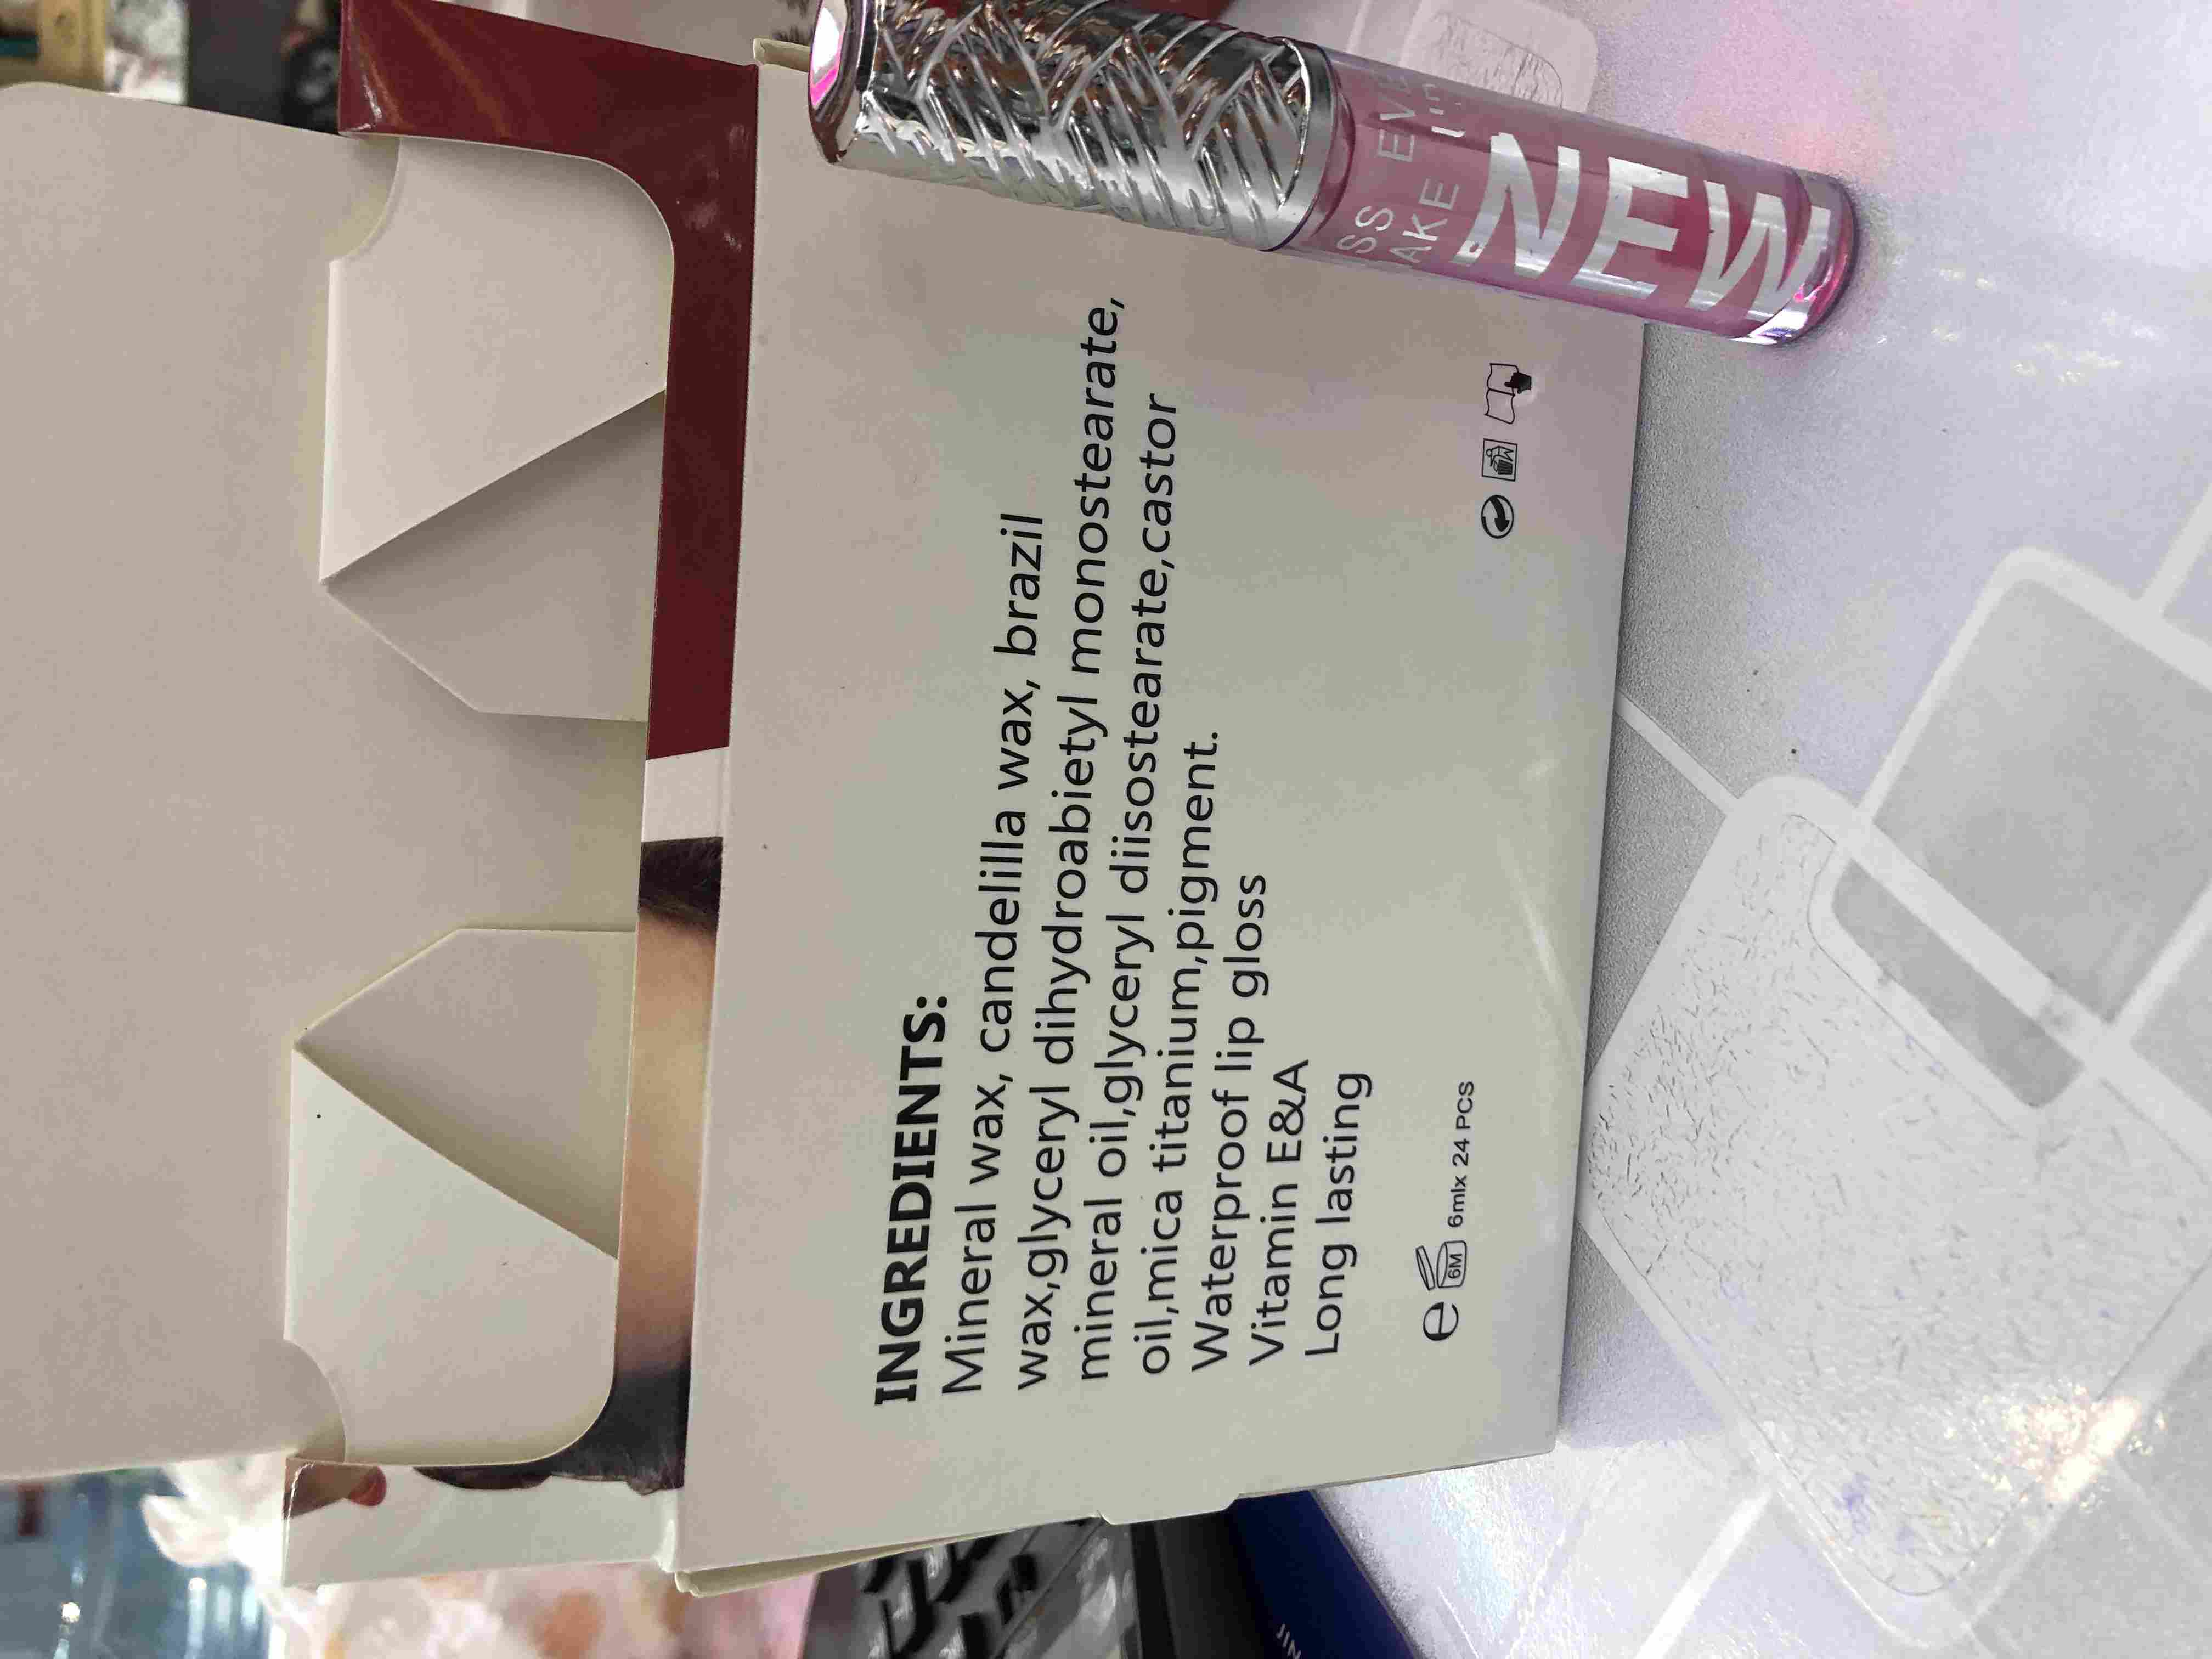 INGREDIENTS:
Mineral wax, candelilla wax, brazil
wax,glyceryl dihydroabietyl monostearate,
mineral oil,glyceryl diisostearate,castor
oil,mica titanium,pigment.
Waterproof lip gloss
Vitamin E&A
Long lasting
e 6M 6mlx 24 PCS
NEW